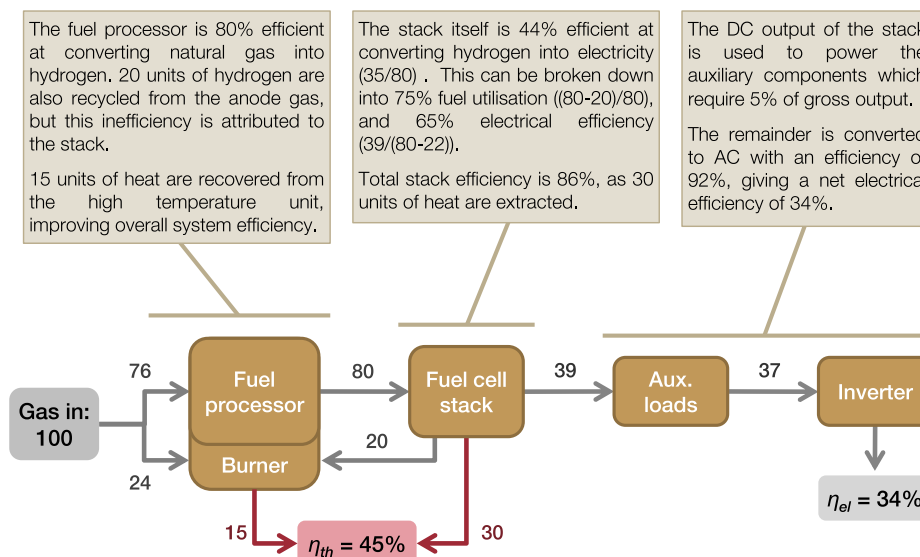 The fuel processor is 80% efficient
at converting natural gas into
hydrogen. 20 units of hydrogen are
also recycled from the anode gas,
but this inefficiency is attributed to
the stack.
15 units of heat are recovered from
the high temperature unit,
improving overall system efficiency.
The stack itself is 44% efficient at
converting hydrogen into electricity
(35/80) . This can be broken down
into 75% fuel utilisation ((80-20)/80),
and 65% electrical efficiency
(39/(80-22)).
Total stack efficiency is 86%, as 30
units of heat are extracted.
The DC output of the stack
is used to power the
auxiliary components which
require 5% of gross output.
The remainder is converted
to AC with an efficiency of
92%, giving a net electrical
efficiency of 34%.
Gas in:
100
76
24
Fuel
processor
Burner
80
20
Fuel cell
stack
39
Aux.
loads
37
Inverter
15
30
η_th = 45%
η_el = 34%